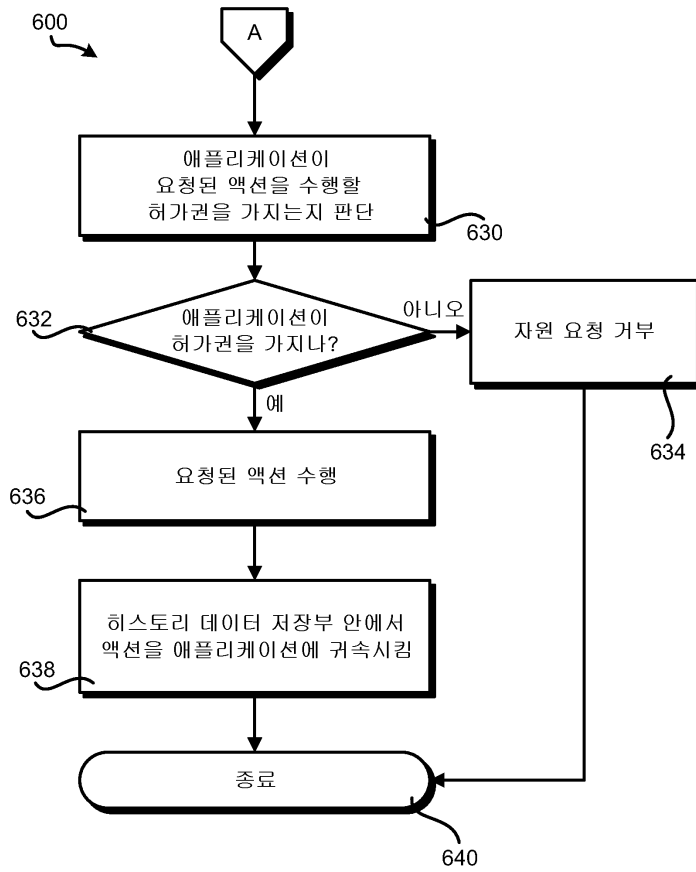 600
A
애플리케이션이
요청된 액션을 수행할
허가권을 가지는지 판단
630
632
애플리케이션이
허가권을 가지나?
아니오
자원 요청 거부
634
예
요청된 액션 수행
636
히스토리 데이터 저장부 안에서
액션을 애플리케이션에 귀속시킴
638
종료
640